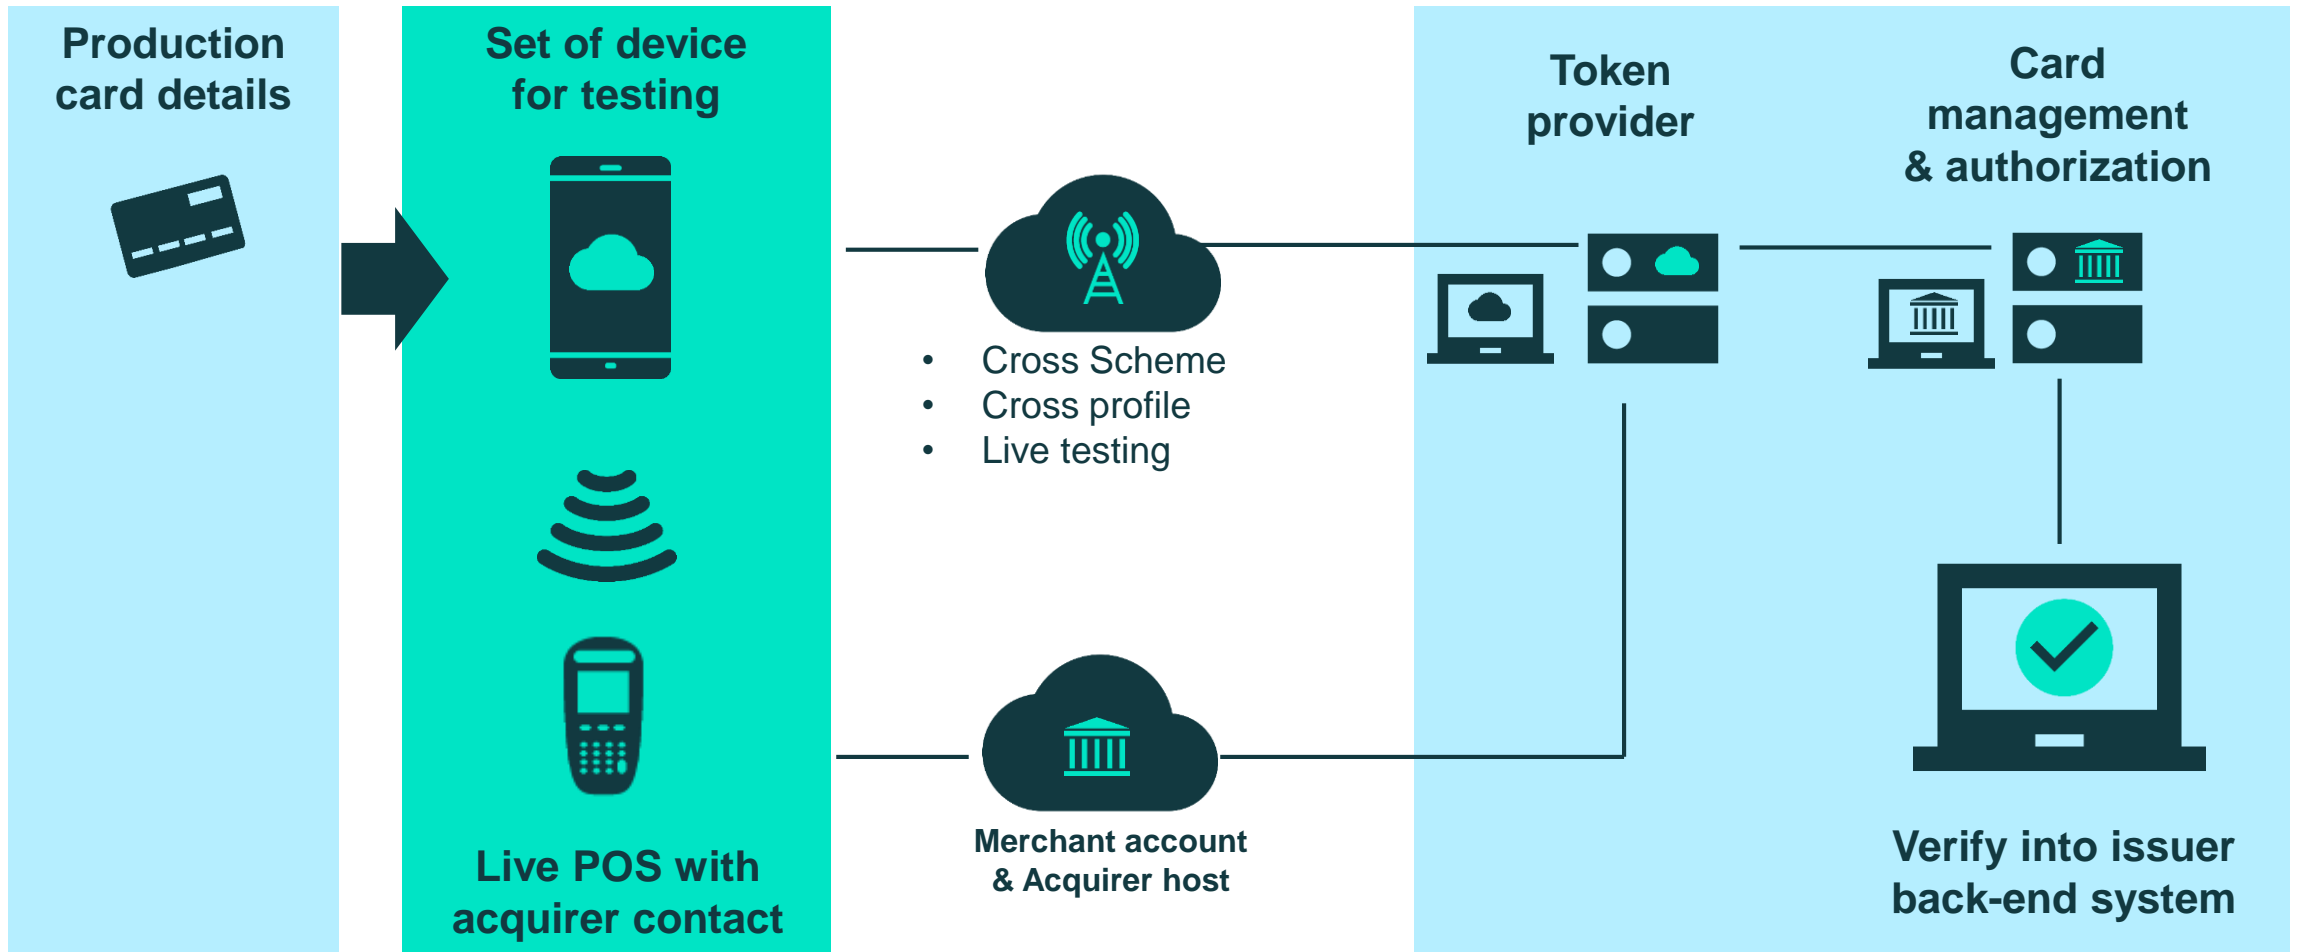 Production
card details
Set of device
for testing
Live POS with
acquirer contact
• Cross Scheme
• Cross profile
• Live testing
Merchant account
& Acquirer host
Token
provider
Card
management
& authorization
Verify into issuer
back-end system